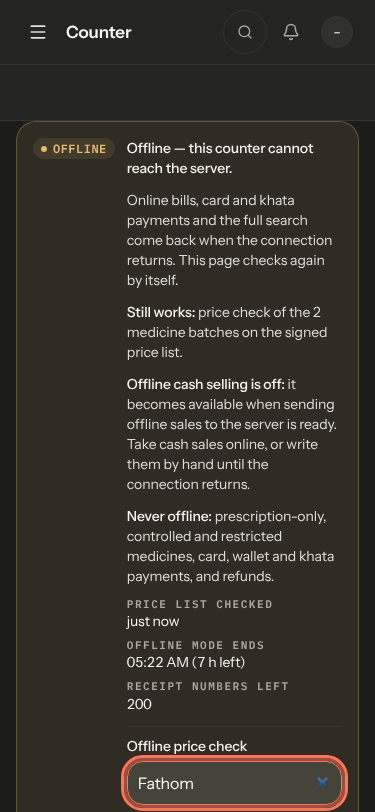 Counter
-
OFFLINE
Offline — this counter cannot
reach the server.
Online bills, card and khata
payments and the full search
come back when the connection
returns. This page checks again
by itself.
Still works: price check of the 2
medicine batches on the signed
price list.
Offline cash selling is off: it
becomes available when sending
offline sales to the server is ready.
Take cash sales online, or write
them by hand until the
connection returns.
Never offline: prescription-only,
controlled and restricted
medicines, card, wallet and khata
payments, and refunds.
PRICE LIST CHECKED
just now
OFFLINE MODE ENDS
05:22 AM (7 h left)
RECEIPT NUMBERS LEFT
200
Offline price check
Fathom